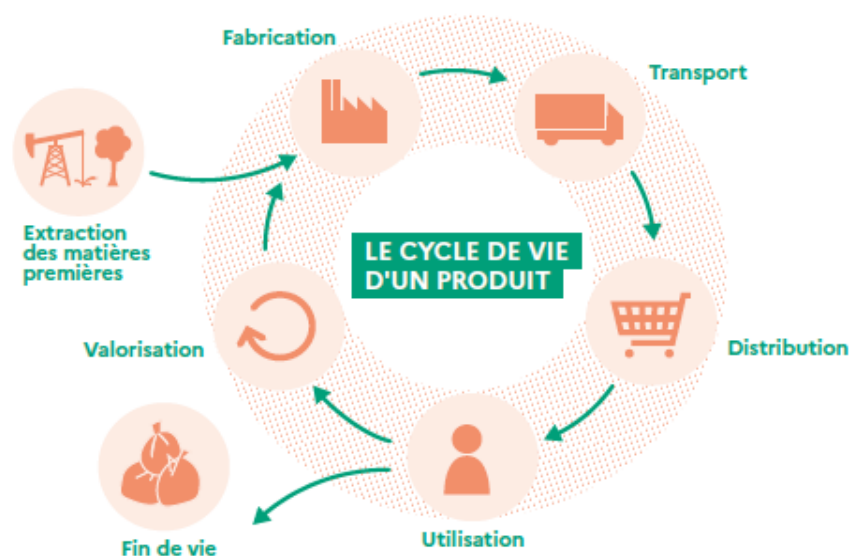 Fabrication
Transport
Extraction
des matières
premières
LE CYCLE DE VIE
D'UN PRODUIT
Valorisation
Distribution
Utilisation
Fin de vie